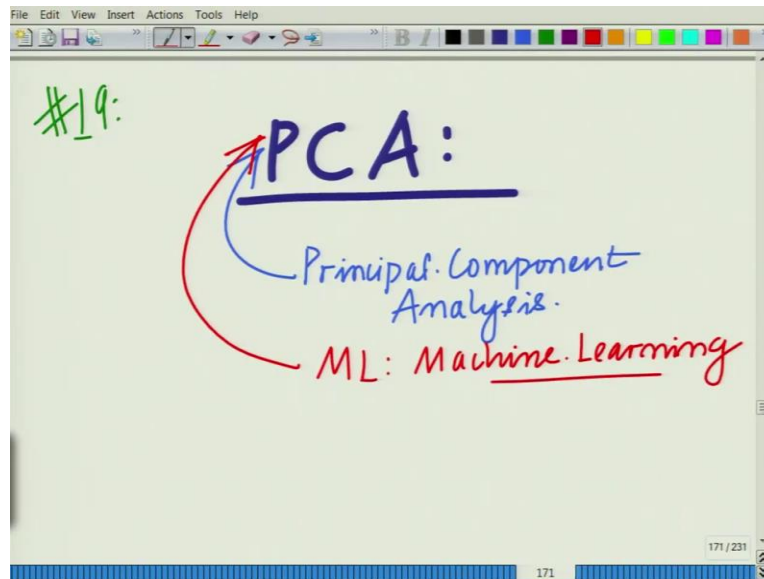 File Edit View Insert Actions Tools Help
B I
#19:
PCA:
Principal. Component
Analysis.
ML: Machine. Learning
171 / 231
171